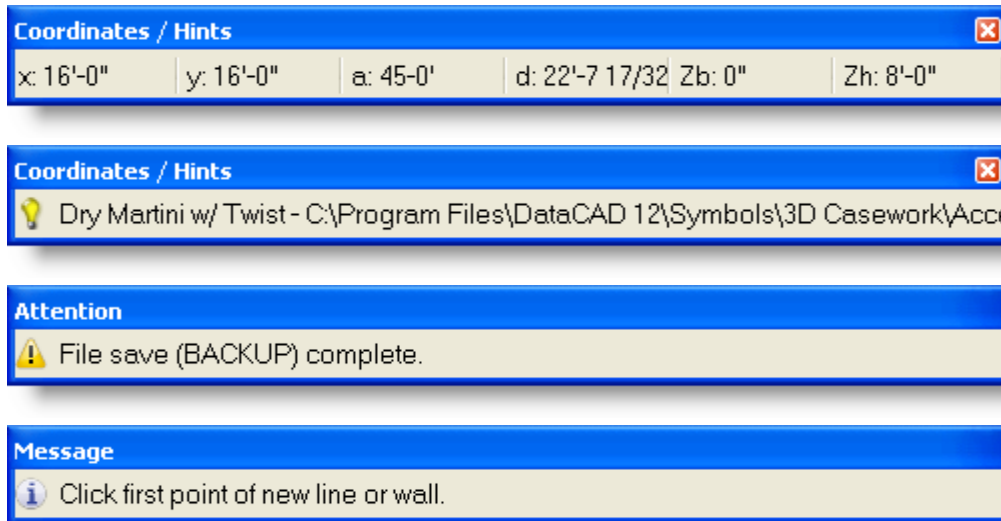 Coordinates / Hints
x: 16'-0" y: 16'-0" a: 45-0' d: 22'-7 17/32 Zb: 0" Zh: 8'-0"
Coordinates / Hints
Dry Martini w/ Twist - C:\Program Files\DataCAD 12\Symbols\3D Casework\Acce
Attention
File save (BACKUP) complete.
Message
Click first point of new line or wall.